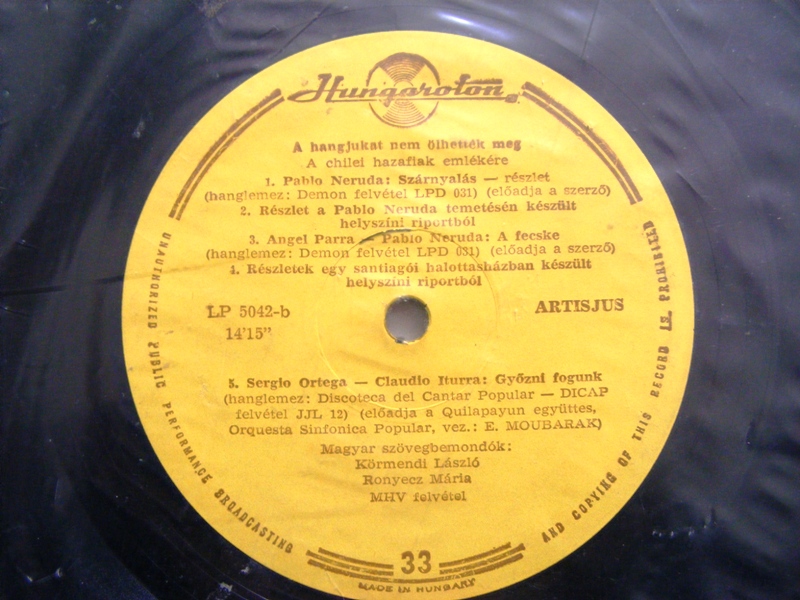 Hungaroton
A hangjukat nem ölhették meg
A chilei hazafiak emlékére
1. Pablo Neruda: Szárnyalás — részlet
(hanglemez: Demon felvétel LPD 031) (előadja a szerző)
2. Részlet a Pablo Neruda temetésén készült
helyszíni riportból
3. Angel Parra — Pablo Neruda: A fecske
(hanglemez: Demon felvétel LPD 031) (előadja a szerző)
4. Részletek egy santiagói halottasházban készült
helyszíni riportból
LP 5042-b
ARTISJUS
14'15"
5. Sergio Ortega — Claudio Iturra: Győzni fogunk
(hanglemez: Discoteca del Cantar Popular — DICAP
felvétel JJL 12) (előadja a Quilapayun együttes,
Orquesta Sinfonica Popular, vez.: E. MOUBARAK)
Magyar szövegbemondók:
Körmendi László
Ronyecz Mária
MHV felvétel
33
MADE IN HUNGARY
UNAUTHORIZED PUBLIC PERFORMANCE BROADCASTING AND COPYING OF THIS RECORD IS PROHIBITED